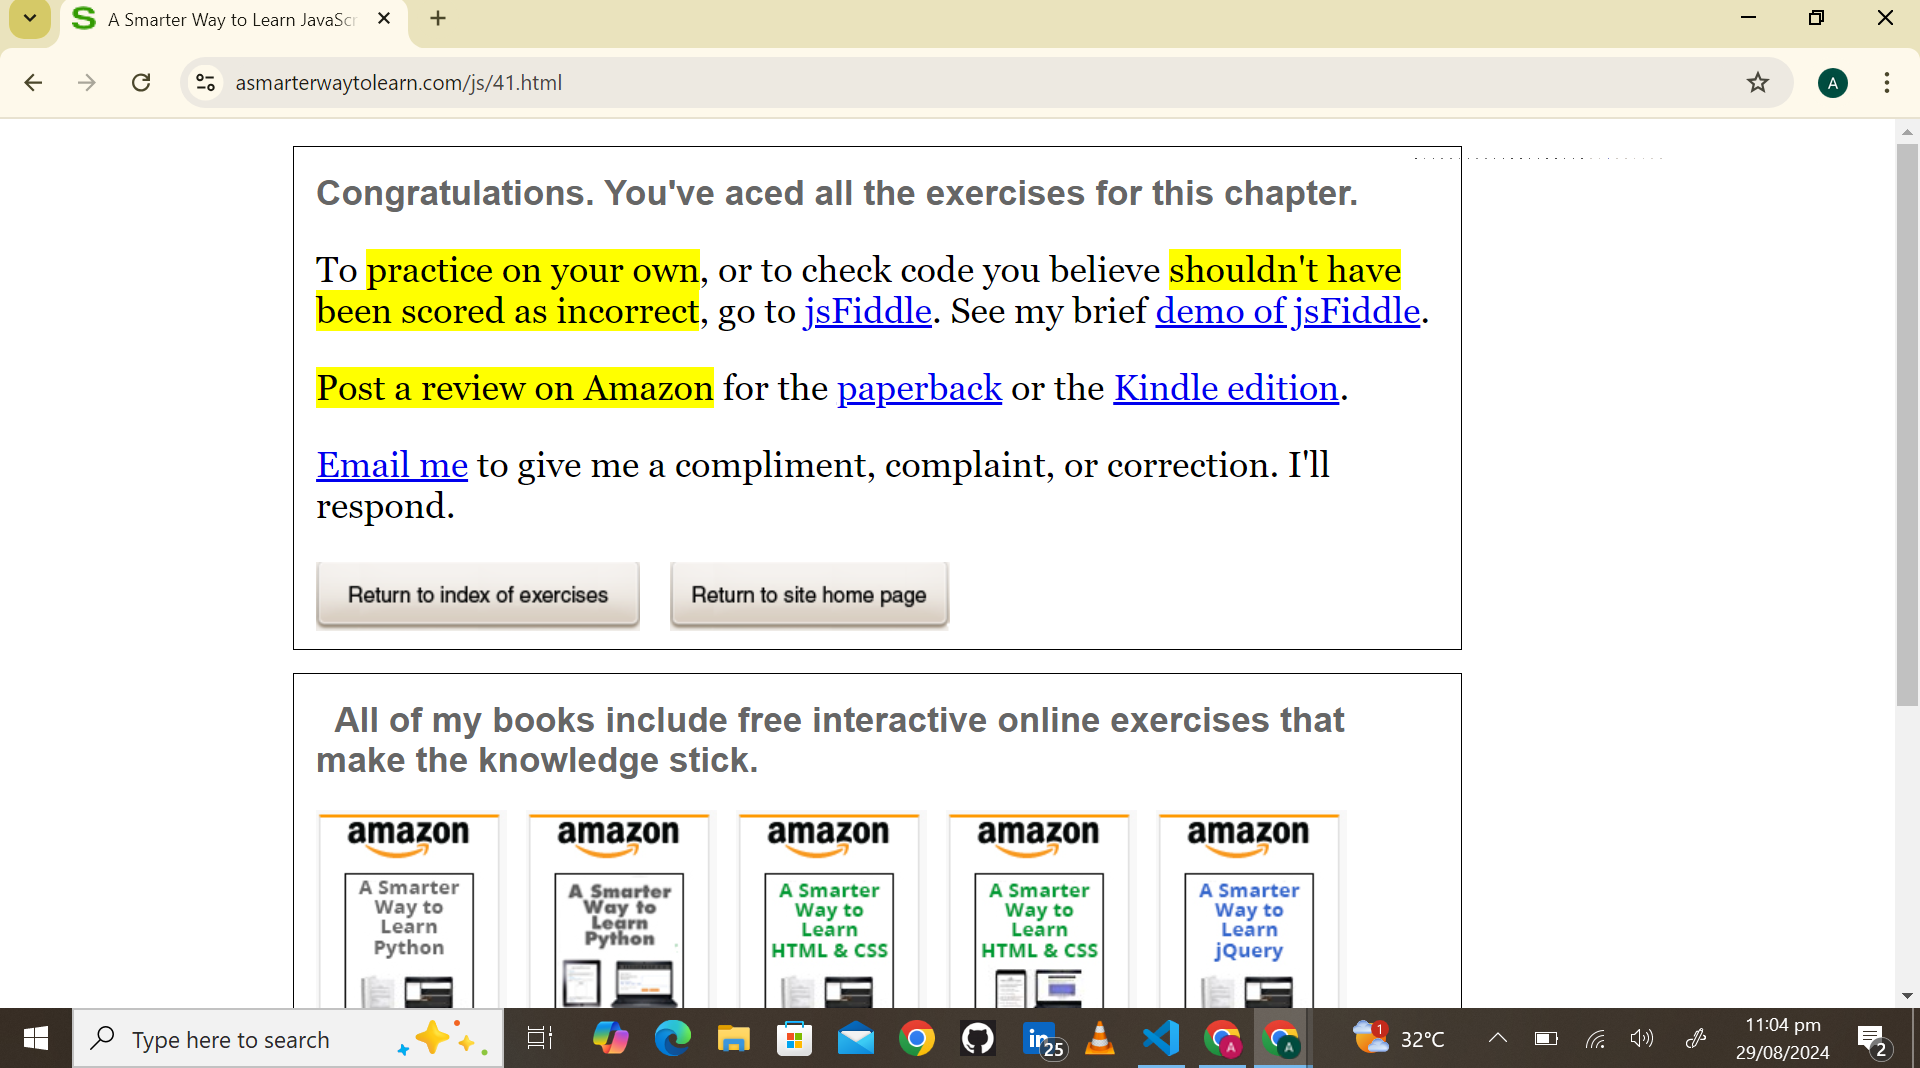 A Smarter Way to Learn JavaScr
asmarterwaytolearn.com/js/41.html
A
Congratulations. You've aced all the exercises for this chapter.
To practice on your own, or to check code you believe shouldn't have
been scored as incorrect, go to jsFiddle. See my brief demo of jsFiddle.
Post a review on Amazon for the paperback or the Kindle edition.
Email me to give me a compliment, complaint, or correction. I'll
respond.
Return to index of exercises Return to site home page
All of my books include free interactive online exercises that
make the knowledge stick.
amazon amazon amazon amazon amazon
A Smarter A Smarter A Smarter A Smarter A Smarter
Way to Way to Way to Way to Way to
Learn Learn Learn Learn Learn
Python Python HTML & CSS HTML & CSS jQuery
Type here to search
in 25
A
A
1
32°C
11:04 pm
29/08/2024
2